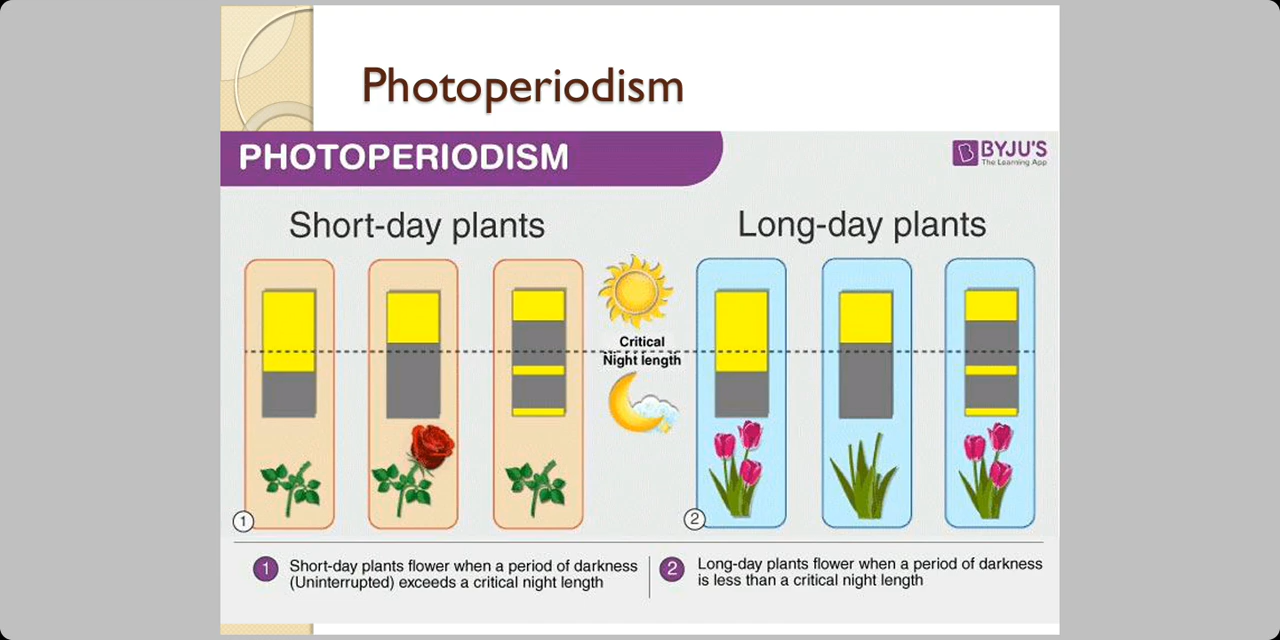 Photoperiodism
PHOTOPERIODISM
BYJU'S
The Learning App
Short-day plants
Long-day plants
Critical
Night length
1
2
1 Short-day plants flower when a period of darkness
(Uninterrupted) exceeds a critical night length
2 Long-day plants flower when a period of darkness
is less than a critical night length